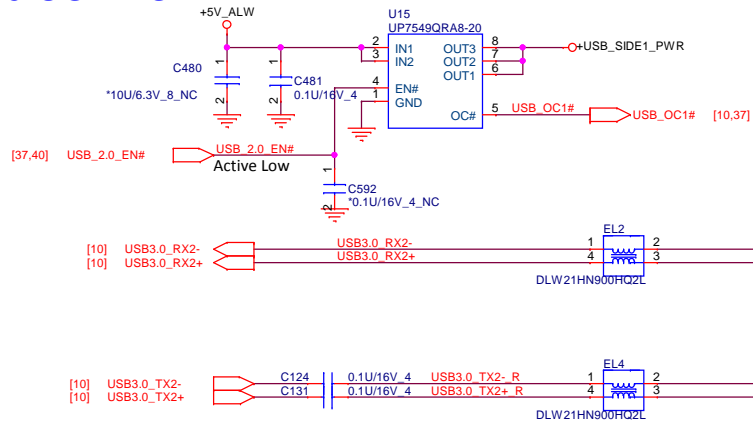 +5V_ALW
U15
UP7549QRA8-20
2 IN1 OUT3 8 +USB_SIDE1_PWR
3 IN2 OUT2 7
OUT1 6
C480 1 1 C481
4 EN#
*10U/6.3V_8_NC 2 2 0.1U/16V_4
1 GND
OC# 5 USB_OC1# USB_OC1# [10,37]
[37,40] USB_2.0_EN# USB_2.0_EN#
Active Low
1 C592
2 *0.1U/16V_4_NC
EL2
[10] USB3.0_RX2- USB3.0_RX2- 1 2
[10] USB3.0_RX2+ USB3.0_RX2+ 4 3
DLW21HN900HQ2L
EL4
[10] USB3.0_TX2- C124 0.1U/16V_4 USB3.0_TX2-_R 1 2
[10] USB3.0_TX2+ C131 0.1U/16V_4 USB3.0_TX2+_R 4 3
DLW21HN900HQ2L